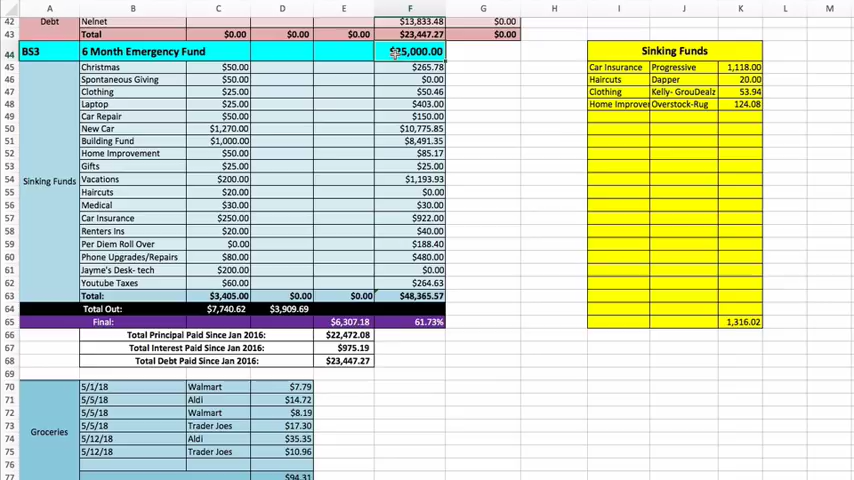 A B C D E F G H I J K L M
42 Debt Nelnet $13,833.48 $0.00
43 Total $0.00 $0.00 $0.00 $23,447.27 $0.00
44 BS3 6 Month Emergency Fund $25,000.00 Sinking Funds
45 Christmas $50.00 $265.78 Car Insurance Progressive 1,118.00
46 Spontaneous Giving $0.00 $0.00 Haircuts Dapper 20.00
47 Clothing $25.00 $50.46 Clothing Kelly- GrouDealz 53.94
48 Laptop $25.00 $403.00 Home Improver Overstock-Rug 124.08
49 Car Repair $50.00 $150.00
50 New Car $1,270.00 $10,775.85
51 Building Fund $1,000.00 $8,491.35
52 Home Improvement $50.00 $85.17
53 Gifts $25.00 $25.00
54 Sinking Funds Vacations $200.00 $1,193.93
55 Haircuts $20.00 $0.00
56 Medical $30.00 $30.00
57 Car Insurance $250.00 $922.00
58 Renters Ins $20.00 $40.00
59 Per Diem Roll Over $0.00 $188.40
60 Phone Upgrades/Repairs $80.00 $480.00
61 Jayme's Desk- tech $200.00 $0.00
62 Youtube Taxes $60.00 $264.63
63 Total: $3,405.00 $0.00 $0.00 $48,365.57
64 Total Out: $7,740.62 $3,909.69
65 Final: $6,307.18 61.73% 1,316.02
66 Total Principal Paid Since Jan 2016: $22,472.08
67 Total Interest Paid Since Jan 2016: $975.19
68 Total Debt Paid Since Jan 2016: $23,447.27
69
70 5/1/18 Walmart $7.79
71 5/5/18 Aldi $14.72
72 5/5/18 Walmart $8.19
73 5/5/18 Trader Joes $17.30
74 Groceries 5/12/18 Aldi $35.35
75 5/12/18 Trader Joes $10.96
76
77 $94.31